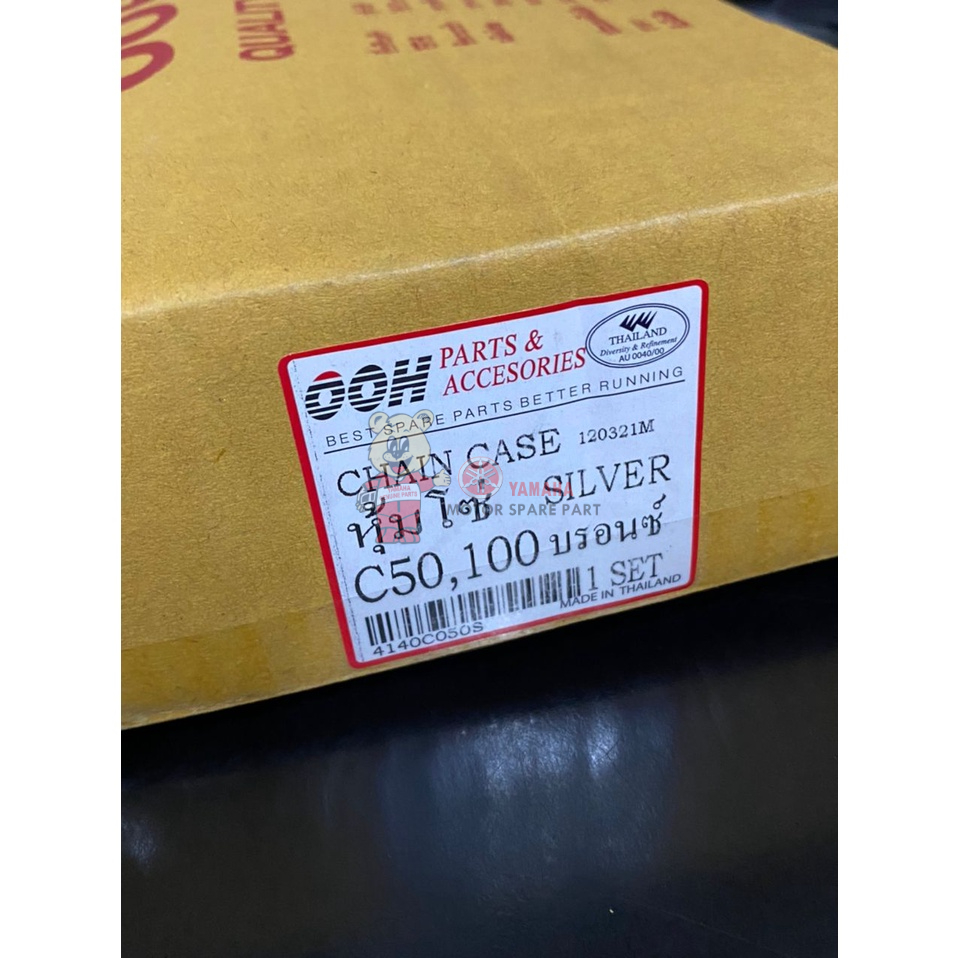 QUALIT
OOH PARTS &
ACCESORIES
THAILAND
Diversity & Refinement
AU 0040/00
BEST SPARE PARTS BETTER RUNNING
CHAIN CASE 120321M
หุ้มโซ่ SILVER
YAMAHA
MOTOR SPARE PART
C50,100 บรอนซ์
1 SET
MADE IN THAILAND
4140C050S